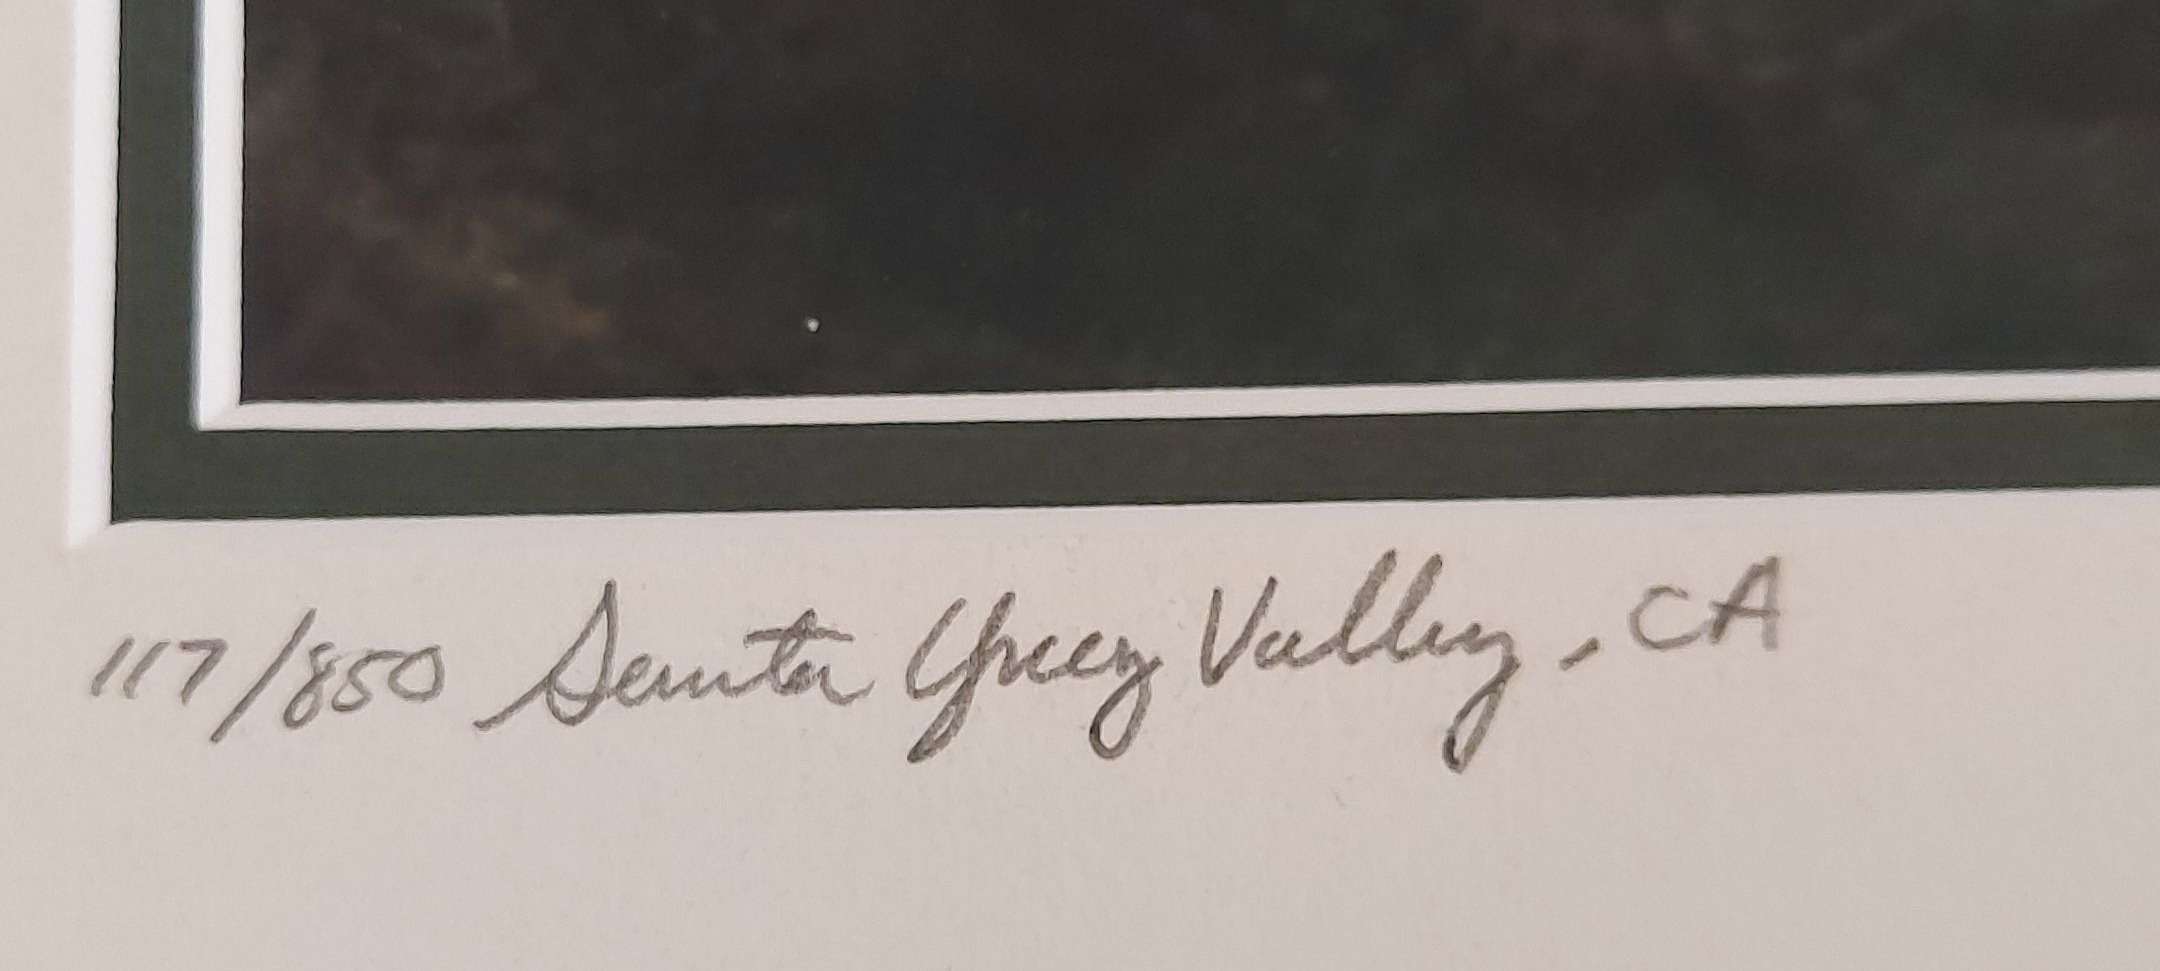 117/850 Santa Ynez Valley, CA